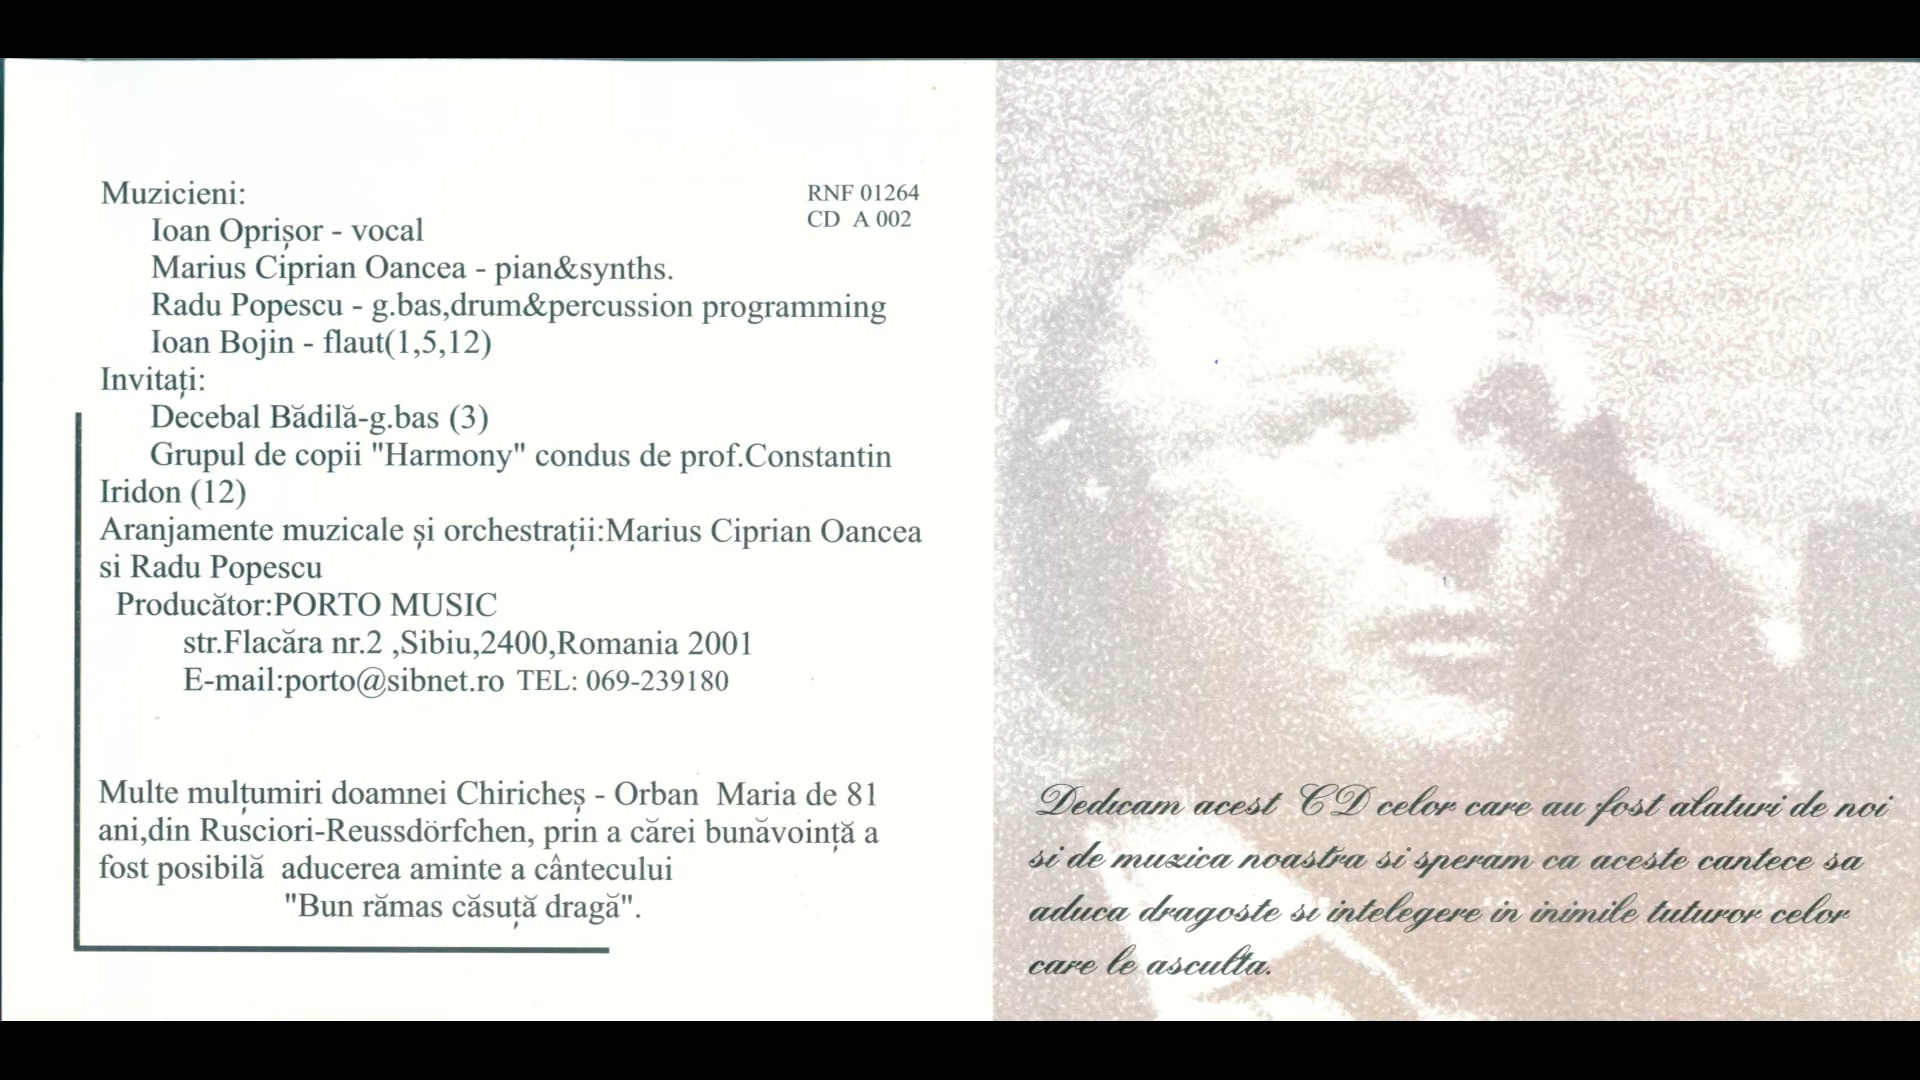 Muzicieni:
RNF 01264
CD A 002
Ioan Oprișor - vocal
Marius Ciprian Oancea - pian&synths.
Radu Popescu - g.bas,drum&percussion programming
Ioan Bojin - flaut(1,5,12)
Invitați:
Decebal Bădilă-g.bas (3)
Grupul de copii "Harmony" condus de prof.Constantin
Iridon (12)
Aranjamente muzicale și orchestrații:Marius Ciprian Oancea
si Radu Popescu
Producător:PORTO MUSIC
str.Flacăra nr.2 ,Sibiu,2400,Romania 2001
E-mail:porto@sibnet.ro TEL: 069-239180
Multe mulțumiri doamnei Chiricheș - Orban Maria de 81
ani,din Rusciori-Reussdörfchen, prin a cărei bunăvoință a
fost posibilă aducerea aminte a cântecului
"Bun rămas căsuță dragă".
Dedicam acest CD celor care au fost alaturi de noi
si de muzica noastra si speram ca aceste cantece sa
aduca dragoste si intelegere in inimile tuturor celor
care le asculta.